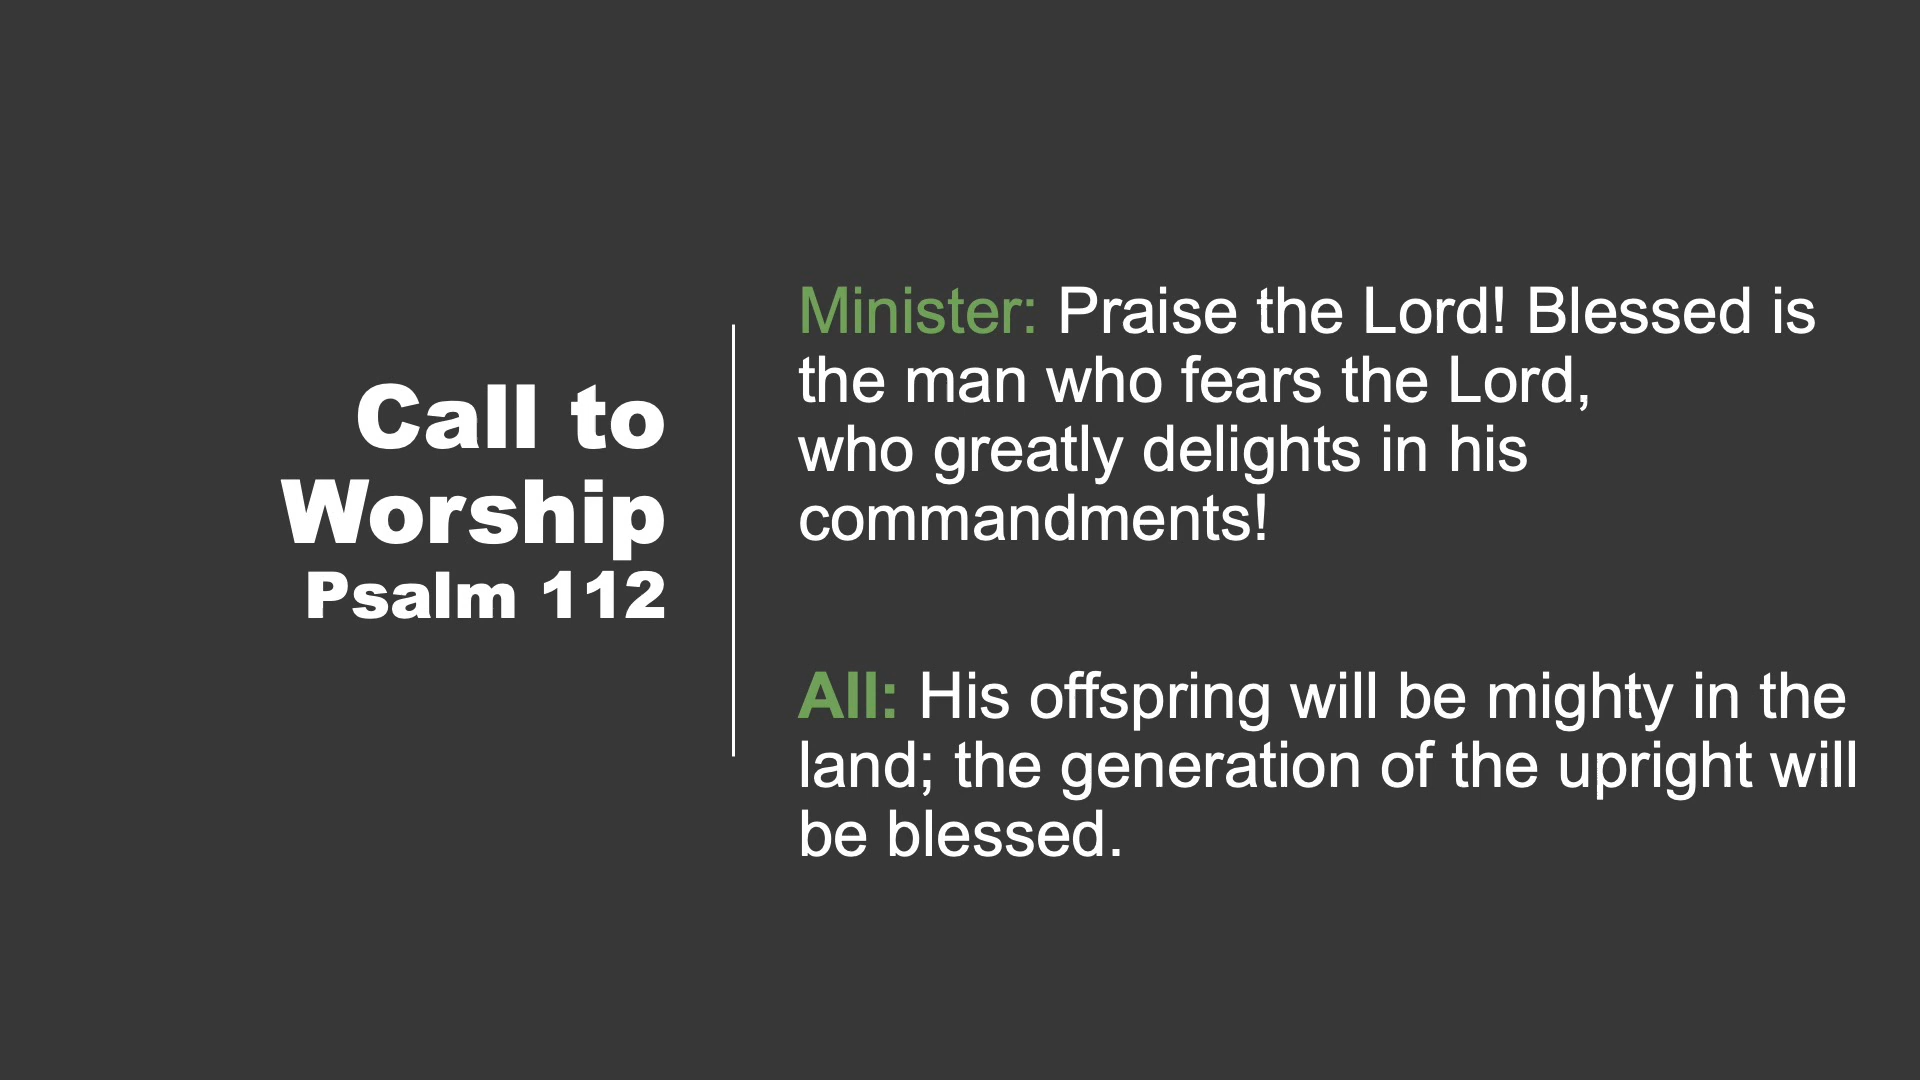 Call to
Worship
Psalm 112
Minister: Praise the Lord! Blessed is
the man who fears the Lord,
who greatly delights in his
commandments!
All: His offspring will be mighty in the
land; the generation of the upright will
be blessed.